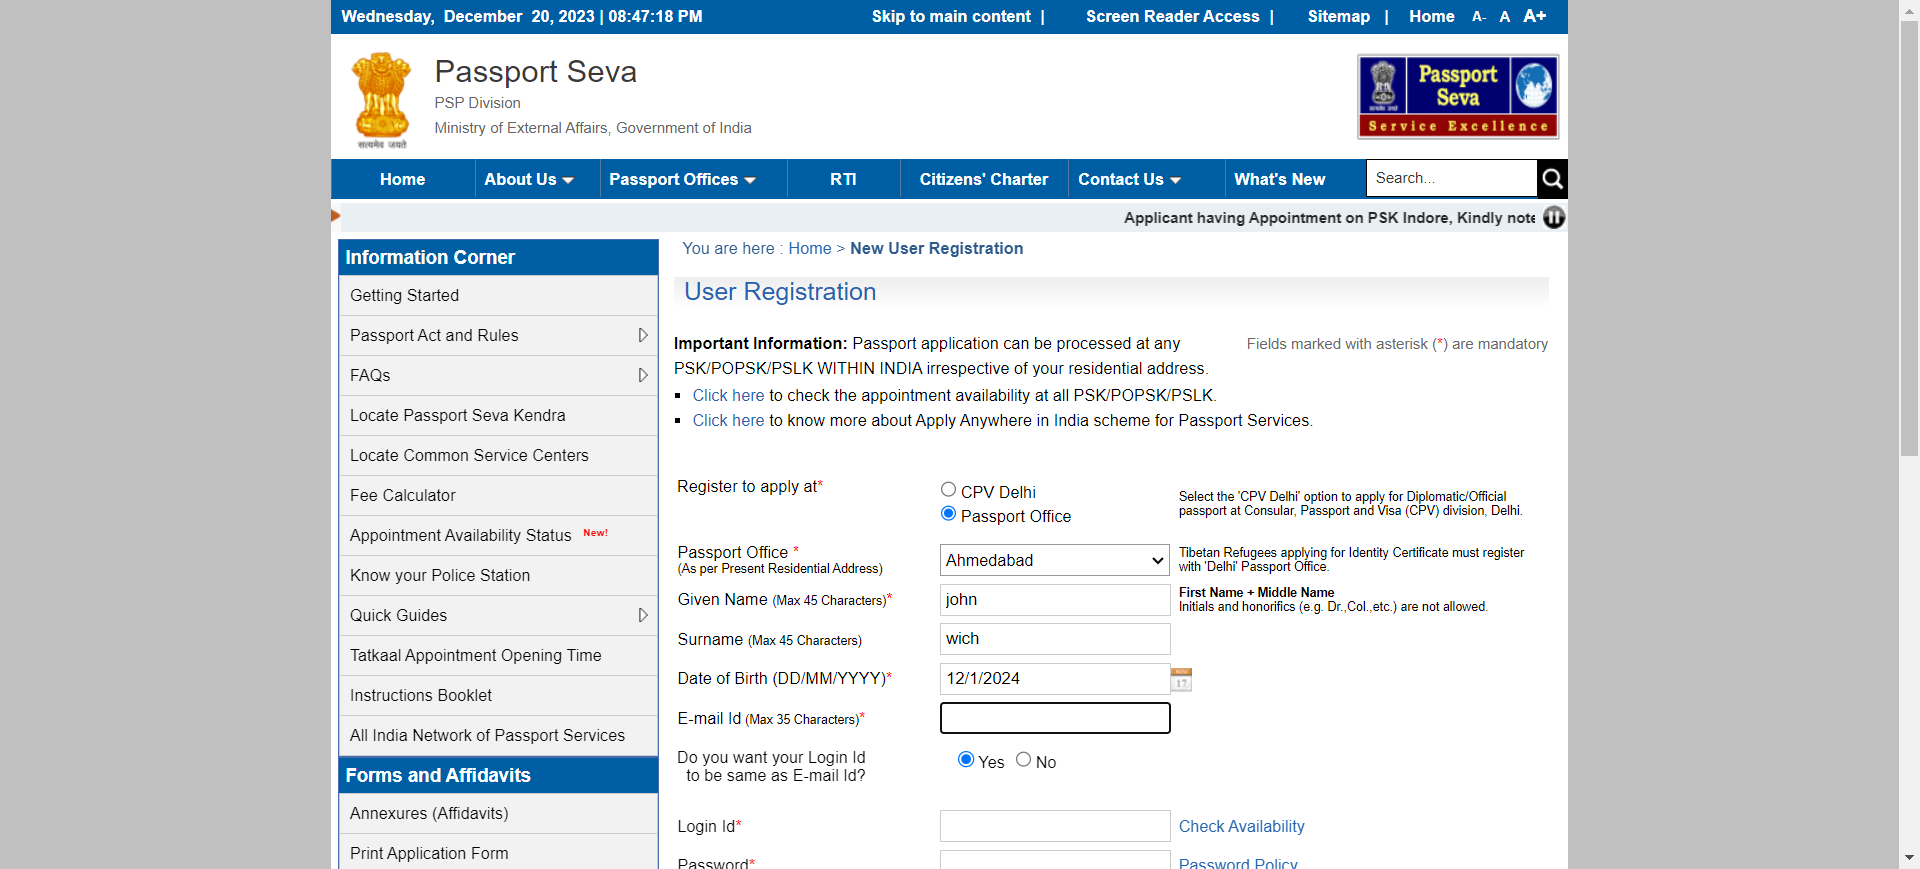 Wednesday,  December  20, 2023 | 08:47:18 PM
Skip to main content | Screen Reader Access | Sitemap | Home A- A A+
Passport Seva
PSP Division
Ministry of External Affairs, Government of India
सत्यमेव जयते
Passport
Seva
Service Excellence
Home About Us Passport Offices RTI Citizens' Charter Contact Us What's New Search...
Applicant having Appointment on PSK Indore, Kindly note
Information Corner
Getting Started
Passport Act and Rules
FAQs
Locate Passport Seva Kendra
Locate Common Service Centers
Fee Calculator
Appointment Availability Status New!
Know your Police Station
Quick Guides
Tatkaal Appointment Opening Time
Instructions Booklet
All India Network of Passport Services
Forms and Affidavits
Annexures (Affidavits)
Print Application Form
You are here : Home > New User Registration
User Registration
Important Information: Passport application can be processed at any
PSK/POPSK/PSLK WITHIN INDIA irrespective of your residential address.
Fields marked with asterisk (*) are mandatory
Click here to check the appointment availability at all PSK/POPSK/PSLK.
Click here to know more about Apply Anywhere in India scheme for Passport Services.
Register to apply at*
CPV Delhi
Passport Office
Select the 'CPV Delhi' option to apply for Diplomatic/Official
passport at Consular, Passport and Visa (CPV) division, Delhi.
Passport Office *
(As per Present Residential Address)
Ahmedabad
Tibetan Refugees applying for Identity Certificate must register
with 'Delhi' Passport Office.
Given Name (Max 45 Characters)*
john
First Name + Middle Name
Initials and honorifics (e.g. Dr.,Col.,etc.) are not allowed.
Surname (Max 45 Characters)
wich
Date of Birth (DD/MM/YYYY)*
12/1/2024
17
E-mail Id (Max 35 Characters)*
Do you want your Login Id
to be same as E-mail Id?
Yes No
Login Id*
Check Availability
Password*
Password Policy